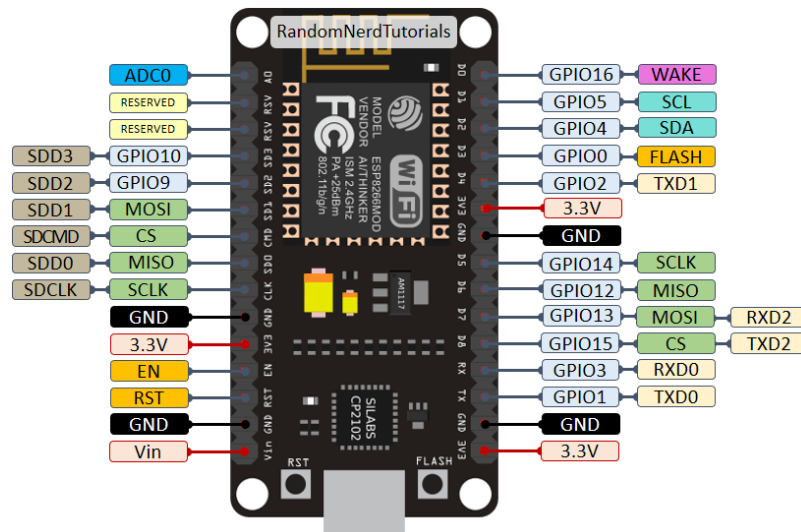 RandomNerdTutorials
ADC0 A0 D0 GPIO16 WAKE
RESERVED RSV D1 GPIO5 SCL
RESERVED RSV D2 GPIO4 SDA
SDD3 GPIO10 SD3 D3 GPIO0 FLASH
SDD2 GPIO9 SD2 D4 GPIO2 TXD1
SDD1 MOSI SD1 3V3 3.3V
SDCMD CS CMD GND GND
SDD0 MISO SD0 D5 GPIO14 SCLK
SDCLK SCLK CLK D6 GPIO12 MISO
GND GND D7 GPIO13 MOSI RXD2
3.3V 3V3 D8 GPIO15 CS TXD2
EN EN RX GPIO3 RXD0
RST RST TX GPIO1 TXD0
GND GND GND GND
Vin Vin 3V3 3.3V
MODEL ESP8266MOD
VENDOR AI/THINKER
ISM 2.4GHz
PA +25dBm
802.11b/g/n
FC
WiFi
AM1117
SILABS
CP2102
RST
FLASH